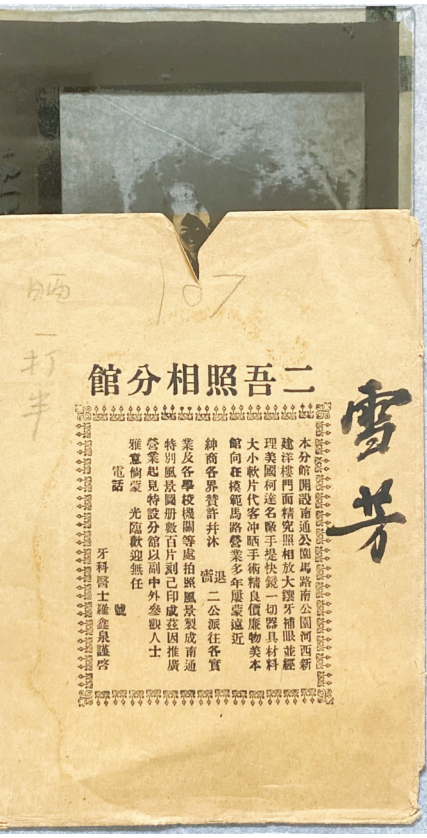 晒
一
打
半
107
館分相照吾二
雪芳
本分館開設南通公園馬路南公園河西新
建洋樓門面精究照相放大鑲牙補眼並經
理美國柯達名廠手提快鏡一切器具材料
大小軟片代客冲晒手術精良價廉物美本
館向在模範馬路營業多年屢蒙遠近
紳商各界贊許幷沐 退嗇 二公派往各實
業及各學校機關等處拍照風景製成南通
特別風景圖册數百片刻已印成茲因推廣
營業起見特設分館以副中外參觀人士
雅意倘蒙 光臨歡迎無任
電話 號
牙科醫士羅鑫泉謹啓